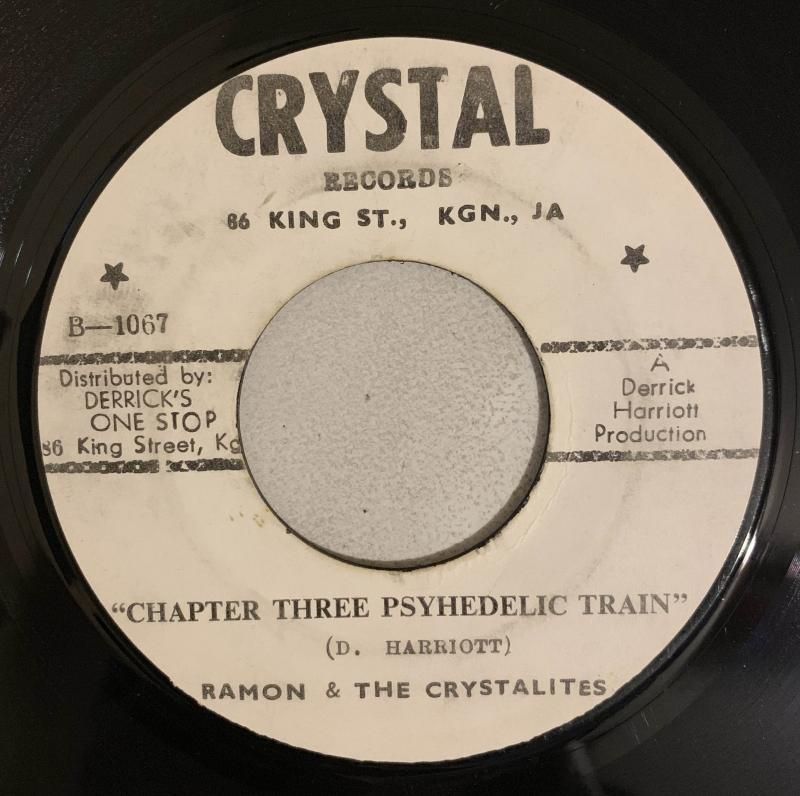 CRYSTAL
RECORDS
86 KING ST., KGN., JA
B—1067
Distributed by:
DERRICK'S
ONE STOP
86 King Street, Kg
A
Derrick
Harriott
Production
"CHAPTER THREE PSYHEDELIC TRAIN"
(D. HARRIOTT)
RAMON & THE CRYSTALITES